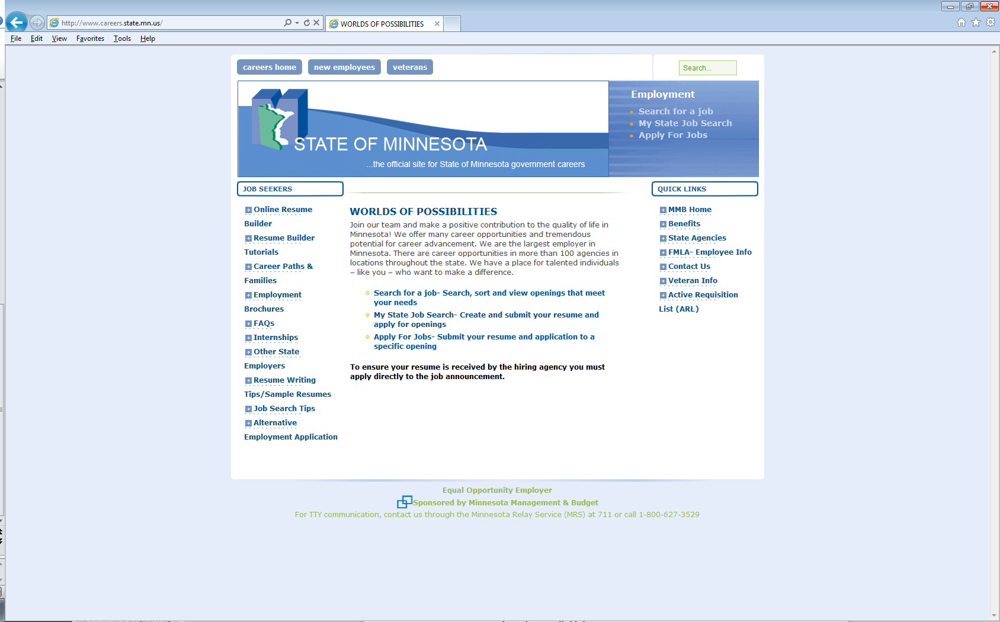 http://www.careers.state.mn.us/
WORLDS OF POSSIBILITIES
File Edit View Favorites Tools Help
careers home new employees veterans
Search...
STATE OF MINNESOTA
...the official site for State of Minnesota government careers
Employment
Search for a job
My State Job Search
Apply For Jobs
JOB SEEKERS
Online Resume
Builder
Resume Builder
Tutorials
Career Paths &
Families
Employment
Brochures
FAQs
Internships
Other State
Employers
Resume Writing
Tips/Sample Resumes
Job Search Tips
Alternative
Employment Application
WORLDS OF POSSIBILITIES
Join our team and make a positive contribution to the quality of life in
Minnesota! We offer many career opportunities and tremendous
potential for career advancement. We are the largest employer in
Minnesota. There are career opportunities in more than 100 agencies in
locations throughout the state. We have a place for talented individuals
– like you – who want to make a difference.
Search for a job- Search, sort and view openings that meet
your needs
My State Job Search- Create and submit your resume and
apply for openings
Apply For Jobs- Submit your resume and application to a
specific opening
To ensure your resume is received by the hiring agency you must
apply directly to the job announcement.
QUICK LINKS
MMB Home
Benefits
State Agencies
FMLA- Employee Info
Contact Us
Veteran Info
Active Requisition
List (ARL)
Equal Opportunity Employer
Sponsored by Minnesota Management & Budget
For TTY communication, contact us through the Minnesota Relay Service (MRS) at 711 or call 1-800-627-3529